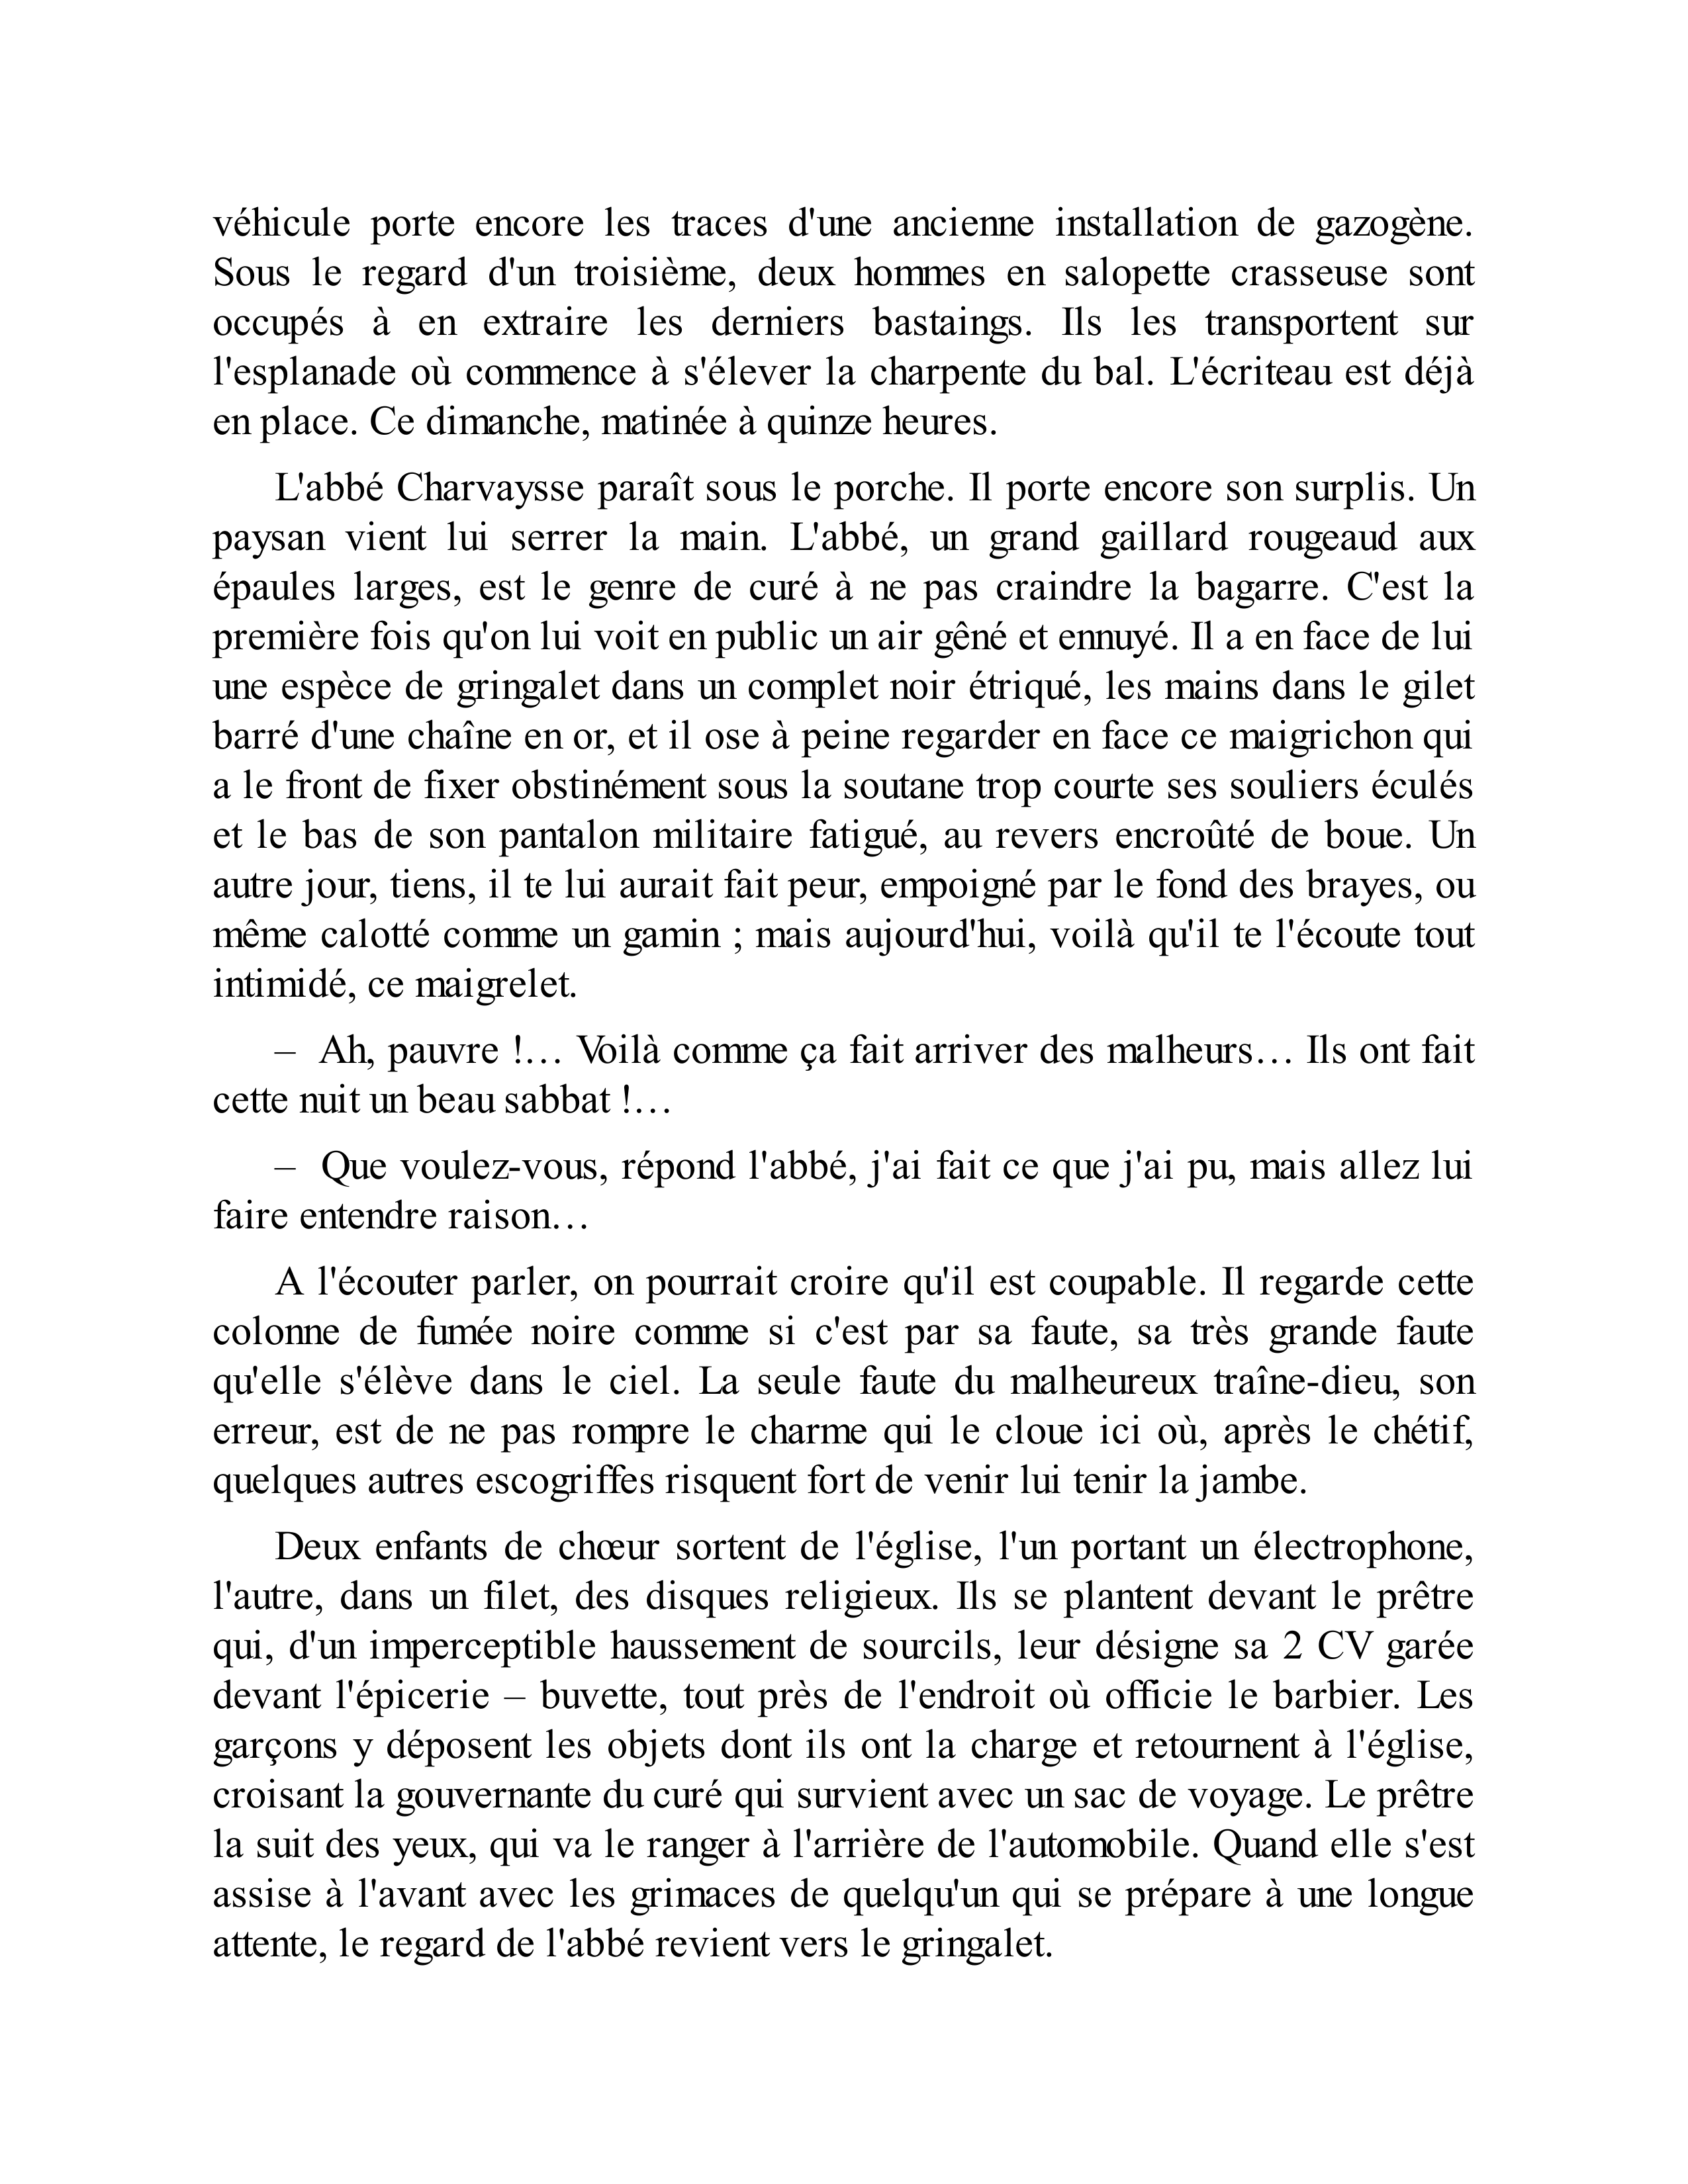 véhicule porte encore les traces d'une ancienne installation de gazogène.
Sous le regard d'un troisième, deux hommes en salopette crasseuse sont
occupés à en extraire les derniers bastaings. Ils les transportent sur
l'esplanade où commence à s'élever la charpente du bal. L'écriteau est déjà
en place. Ce dimanche, matinée à quinze heures.
L'abbé Charvaysse paraît sous le porche. Il porte encore son surplis. Un
paysan vient lui serrer la main. L'abbé, un grand gaillard rougeaud aux
épaules larges, est le genre de curé à ne pas craindre la bagarre. C'est la
première fois qu'on lui voit en public un air gêné et ennuyé. Il a en face de lui
une espèce de gringalet dans un complet noir étriqué, les mains dans le gilet
barré d'une chaîne en or, et il ose à peine regarder en face ce maigrichon qui
a le front de fixer obstinément sous la soutane trop courte ses souliers éculés
et le bas de son pantalon militaire fatigué, au revers encroûté de boue. Un
autre jour, tiens, il te lui aurait fait peur, empoigné par le fond des brayes, ou
même calotté comme un gamin ; mais aujourd'hui, voilà qu'il te l'écoute tout
intimidé, ce maigrelet.
– Ah, pauvre !… Voilà comme ça fait arriver des malheurs… Ils ont fait
cette nuit un beau sabbat !…
– Que voulez-vous, répond l'abbé, j'ai fait ce que j'ai pu, mais allez lui
faire entendre raison…
A l'écouter parler, on pourrait croire qu'il est coupable. Il regarde cette
colonne de fumée noire comme si c'est par sa faute, sa très grande faute
qu'elle s'élève dans le ciel. La seule faute du malheureux traîne-dieu, son
erreur, est de ne pas rompre le charme qui le cloue ici où, après le chétif,
quelques autres escogriffes risquent fort de venir lui tenir la jambe.
Deux enfants de chœur sortent de l'église, l'un portant un électrophone,
l'autre, dans un filet, des disques religieux. Ils se plantent devant le prêtre
qui, d'un imperceptible haussement de sourcils, leur désigne sa 2 CV garée
devant l'épicerie – buvette, tout près de l'endroit où officie le barbier. Les
garçons y déposent les objets dont ils ont la charge et retournent à l'église,
croisant la gouvernante du curé qui survient avec un sac de voyage. Le prêtre
la suit des yeux, qui va le ranger à l'arrière de l'automobile. Quand elle s'est
assise à l'avant avec les grimaces de quelqu'un qui se prépare à une longue
attente, le regard de l'abbé revient vers le gringalet.